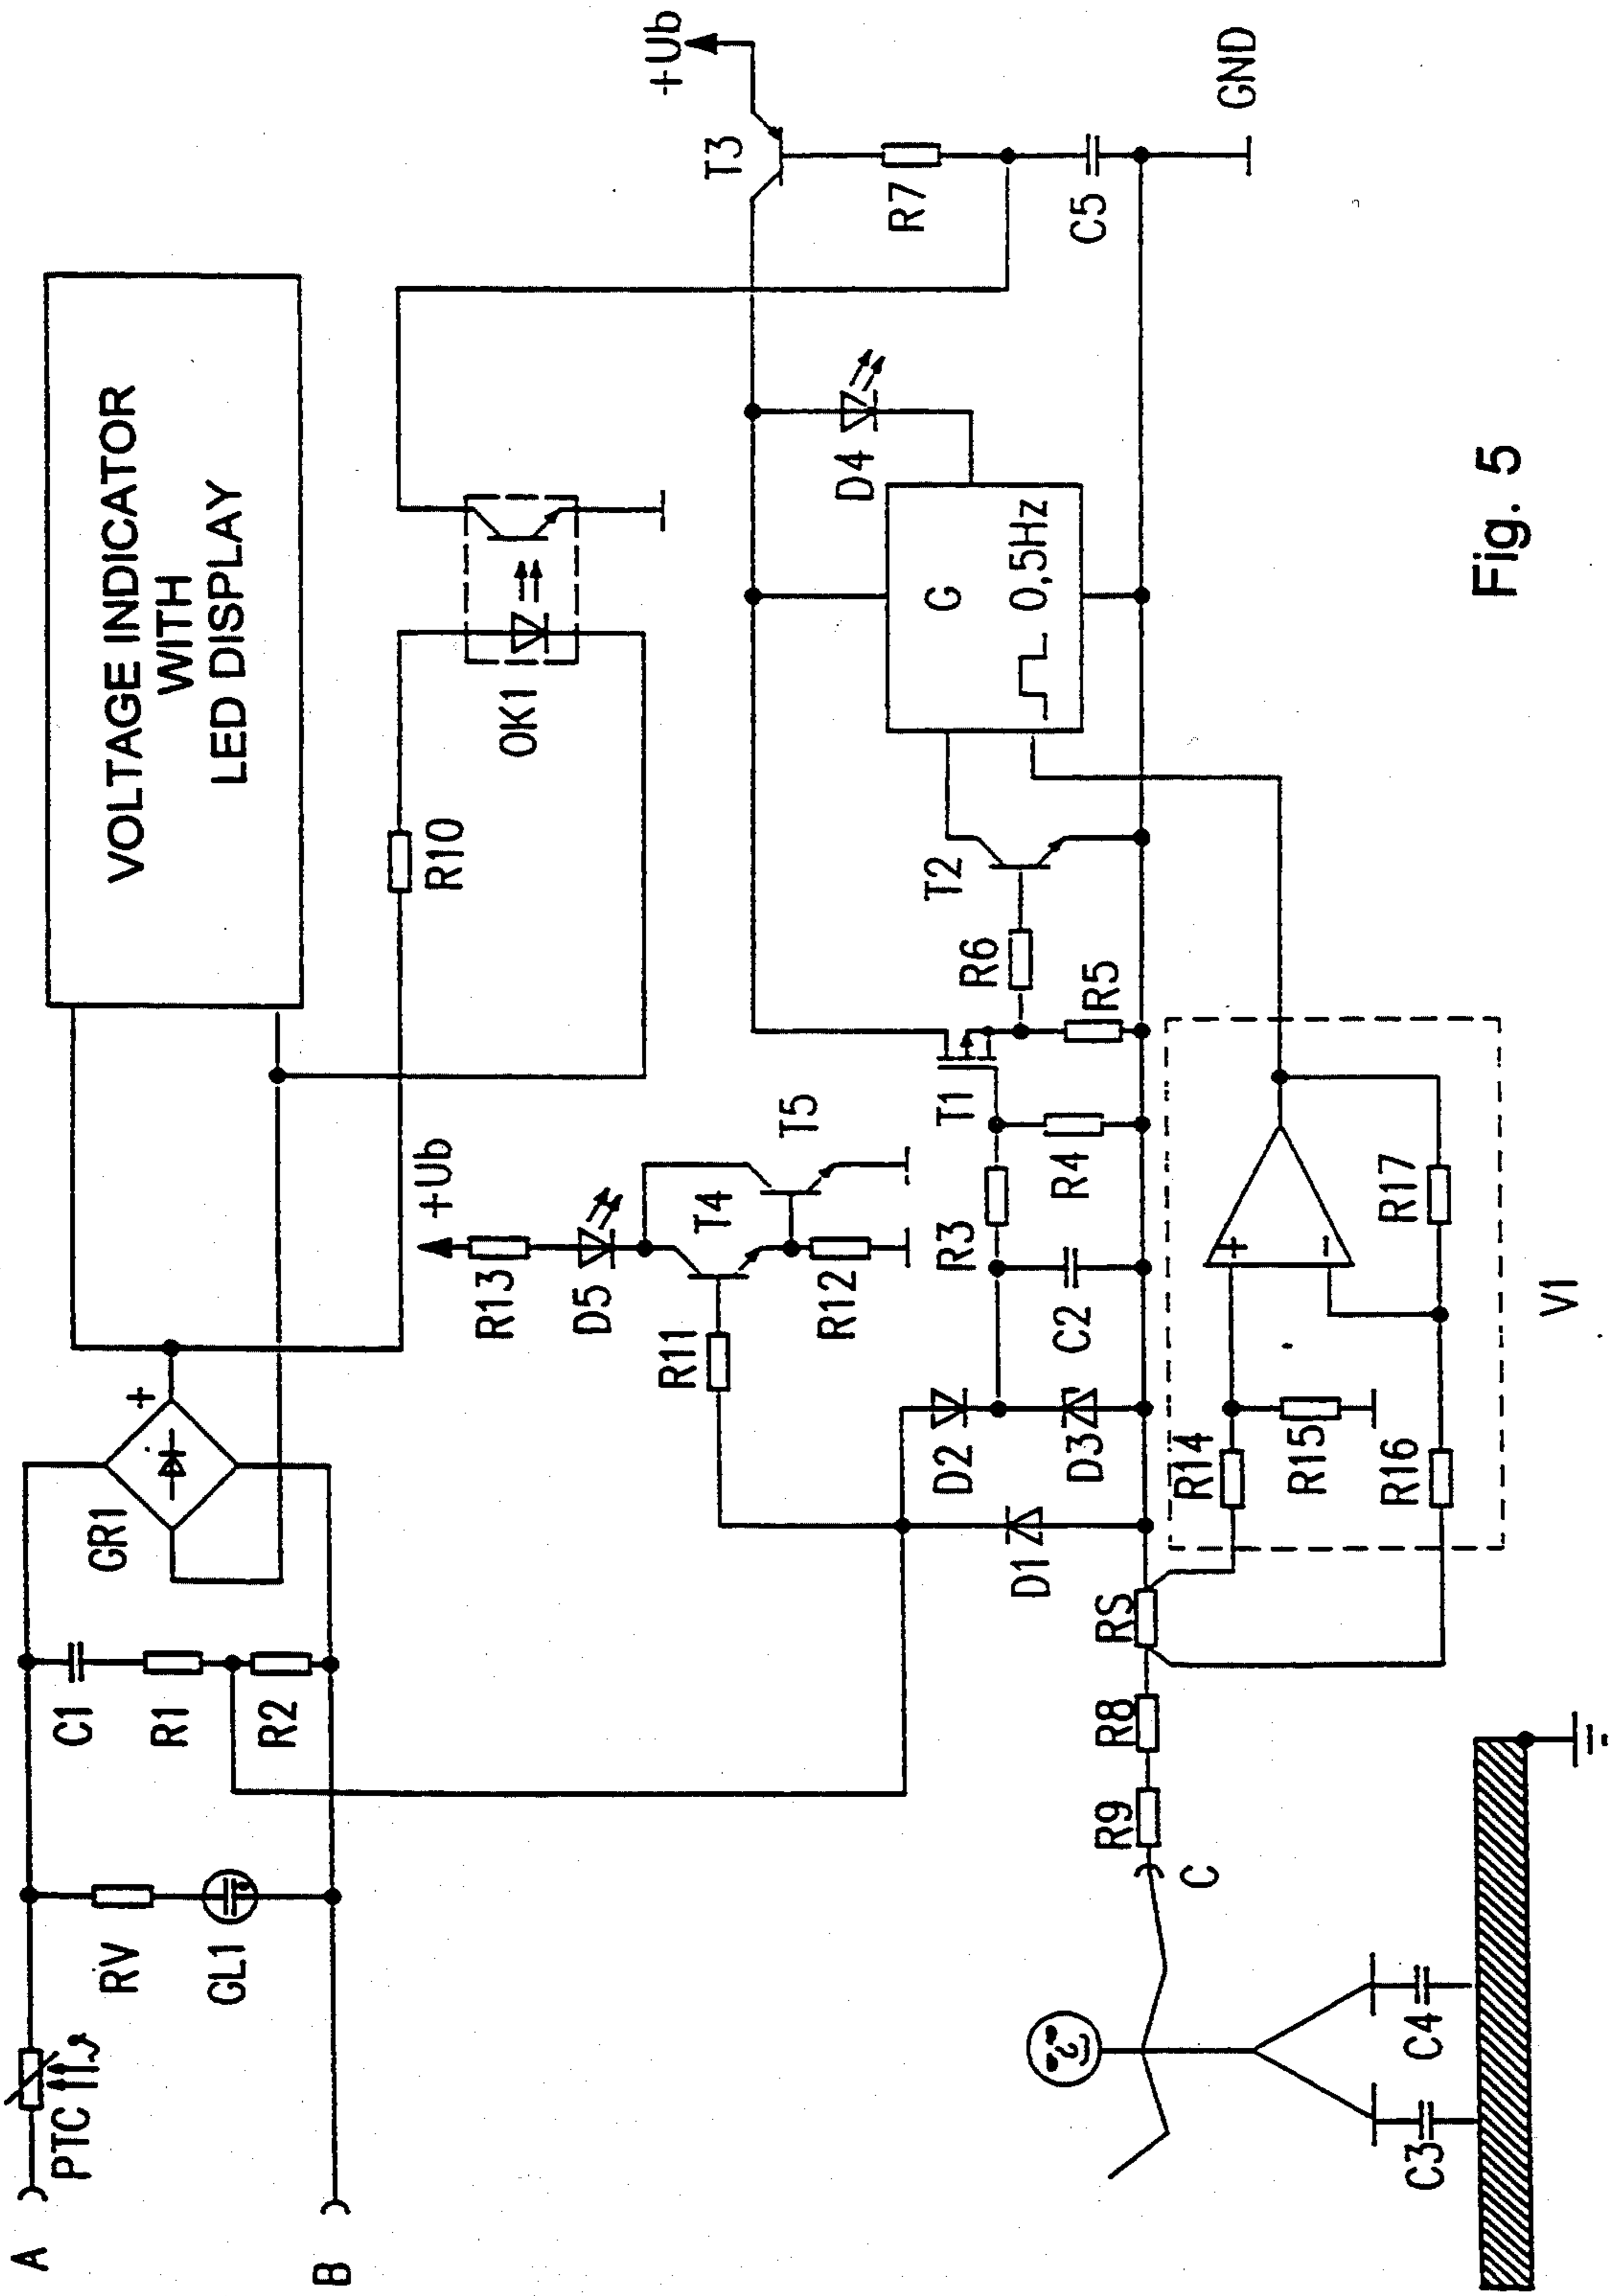 VOLTAGE INDICATOR
WITH
LED DISPLAY
A
PTC
ϑ
RV
GL1
B
C1
R1
R2
GR1
+
R10
OK1
+Ub
R13
D5
R11
T4
T5
R12
+Ub
T3
R7
C5
GND
D4
G
0,5Hz
T2
R6
R5
T1
R4
R3
C2
D2
D3
D1
RS
R8
R9
C
R14
R15
R16
R17
+
-
V1
C3
C4
Fig. 5